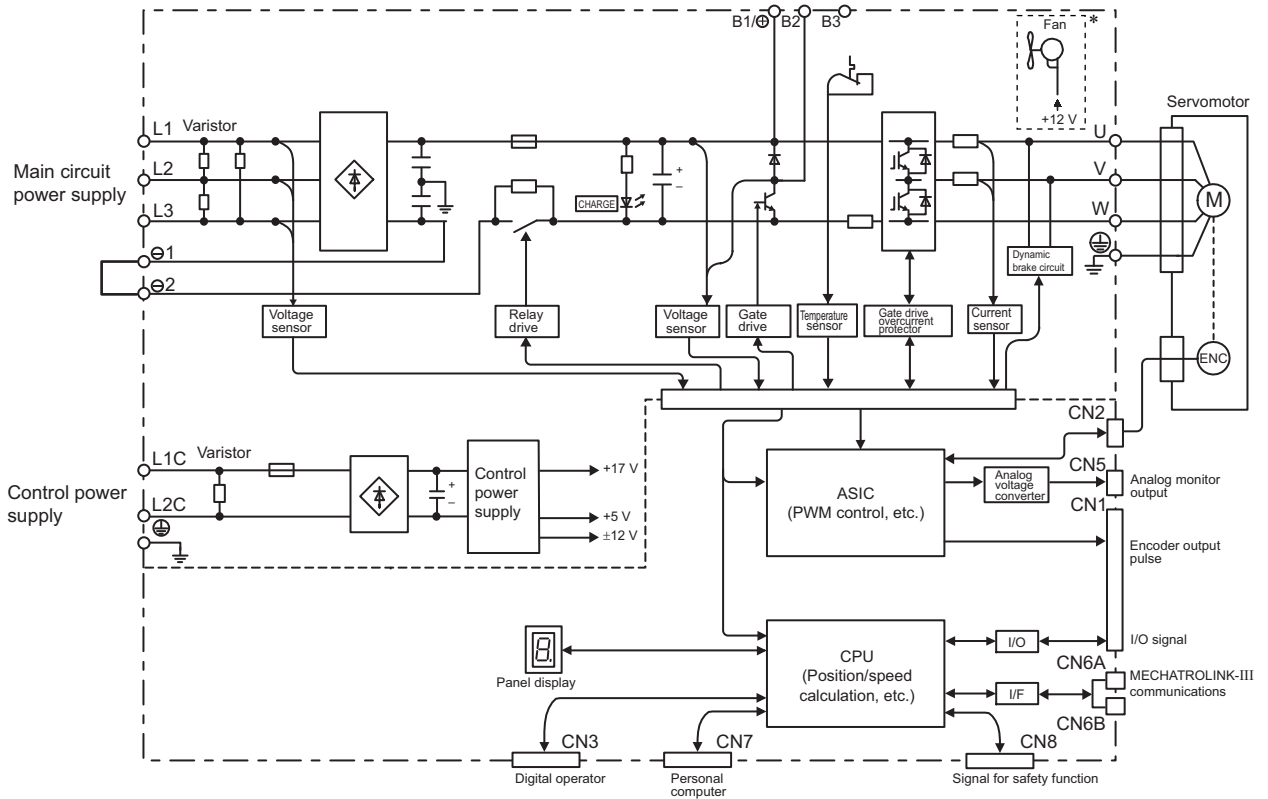 B1/⊕
B2
B3
Fan
*
+12 V
Servomotor
Main circuit
power supply
L1
Varistor
L2
L3
⊖1
⊖2
CHARGE
+
–
U
V
W
M
Dynamic
brake circuit
Voltage
sensor
Relay
drive
Voltage
sensor
Gate
drive
Temperature
sensor
Gate drive
overcurrent
protector
Current
sensor
ENC
Control power
supply
L1C
Varistor
L2C
+
–
Control
power
supply
+17 V
+5 V
±12 V
ASIC
(PWM control, etc.)
Analog
voltage
converter
CN2
CN5
Analog monitor
output
CN1
Encoder output
pulse
I/O signal
Panel display
8.
CPU
(Position/speed
calculation, etc.)
I/O
I/F
CN6A
MECHATROLINK-III
communications
CN6B
CN3
Digital operator
CN7
Personal
computer
CN8
Signal for safety function